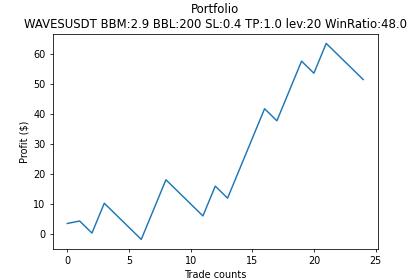 Portfolio
WAVESUSDT BBM:2.9 BBL:200 SL:0.4 TP:1.0 lev:20 WinRatio:48.0
60
50
40
30
20
10
0
Profit ($)
0 5 10 15 20 25
Trade counts